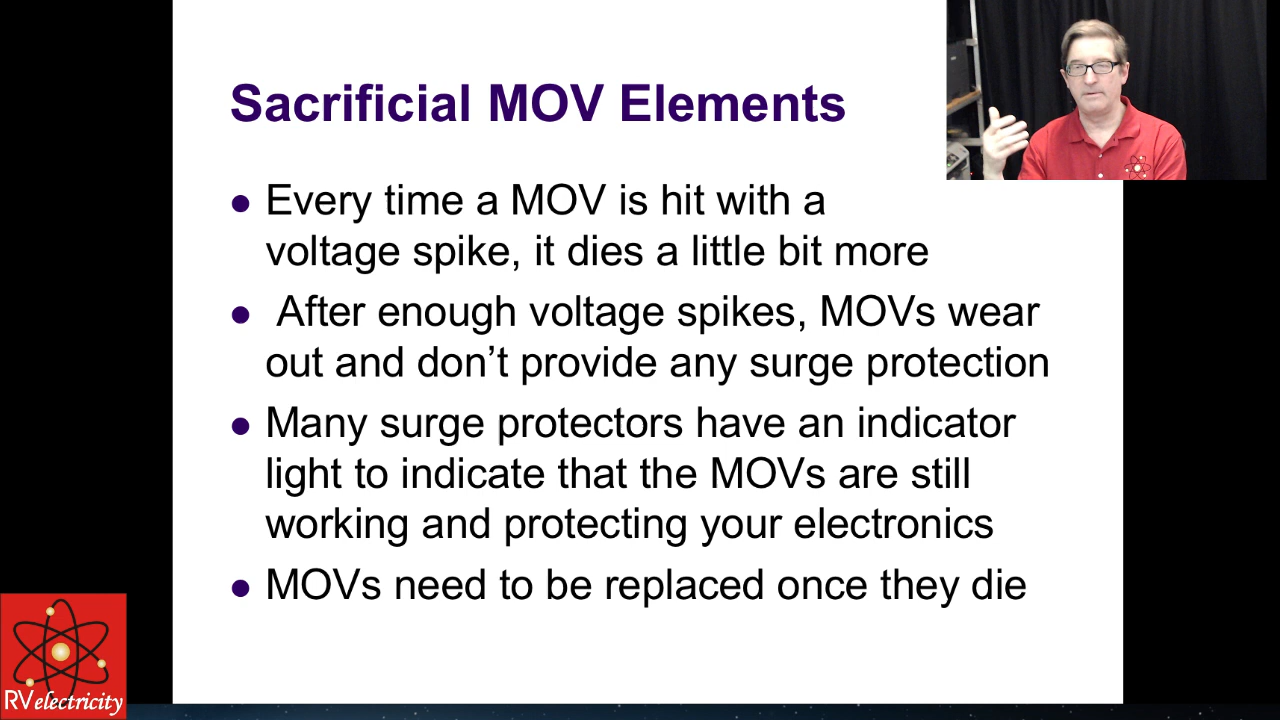 Sacrificial MOV Elements
● Every time a MOV is hit with a
voltage spike, it dies a little bit more
● After enough voltage spikes, MOVs wear
out and don’t provide any surge protection
● Many surge protectors have an indicator
light to indicate that the MOVs are still
working and protecting your electronics
● MOVs need to be replaced once they die
RVelectricity